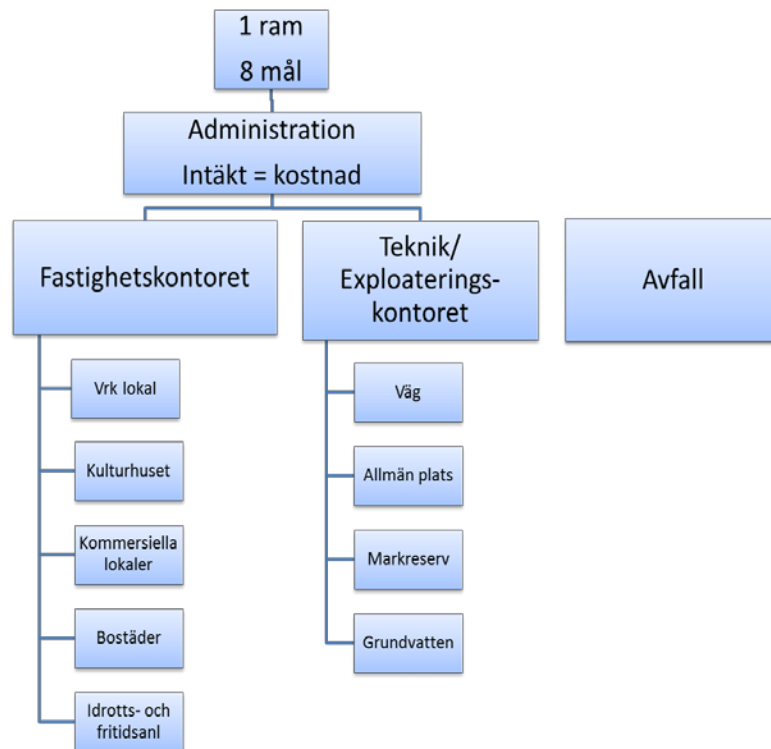 1 ram
8 mål
Administration
Intäkt = kostnad
Fastighetskontoret
Teknik/
Exploaterings-
kontoret
Avfall
Vrk lokal
Kulturhuset
Kommersiella
lokaler
Bostäder
Idrotts- och
fritidsanl
Väg
Allmän plats
Markreserv
Grundvatten